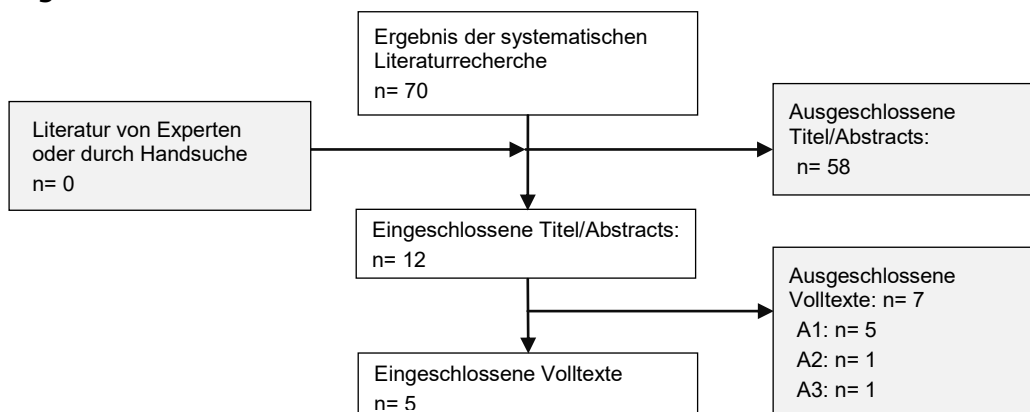 Ergebnis der systematischen
Literaturrecherche
n= 70
Literatur von Experten
oder durch Handsuche
n= 0
Ausgeschlossene
Titel/Abstracts:
n= 58
Eingeschlossene Titel/Abstracts:
n= 12
Ausgeschlossene
Volltexte: n= 7
A1: n= 5
A2: n= 1
A3: n= 1
Eingeschlossene Volltexte
n= 5